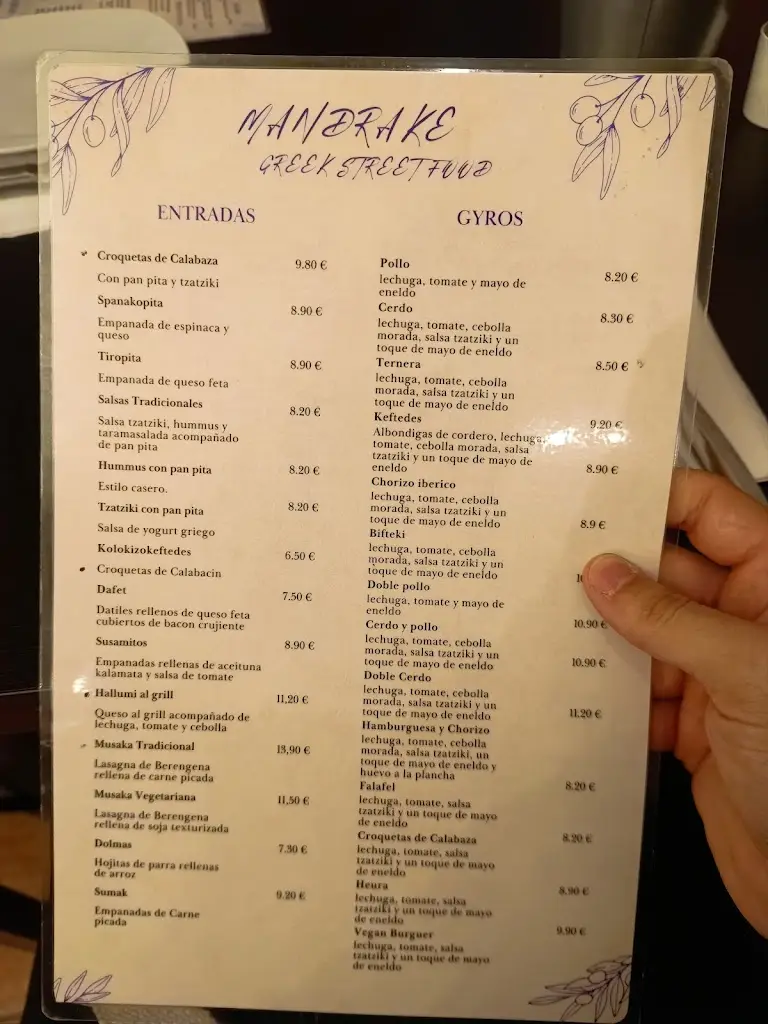 MANDRAKE
GREEK STREET FOOD
ENTRADAS
Croquetas de Calabaza 9.80 €
Con pan pita y tzatziki
Spanakopita 8.90 €
Empanada de espinaca y
queso
Tiropita 8.90 €
Empanada de queso feta
Salsas Tradicionales 8.20 €
Salsa tzatziki, hummus y
taramasalada acompañado
de pan pita
Hummus con pan pita 8.20 €
Estilo casero.
Tzatziki con pan pita 8.20 €
Salsa de yogurt griego
Kolokizokeftedes 6.50 €
Croquetas de Calabacin
Dafet 7.50 €
Datiles rellenos de queso feta
cubiertos de bacon crujiente
Susamitos 8.90 €
Empanadas rellenas de aceituna
kalamata y salsa de tomate
Hallumi al grill 11,20 €
Queso al grill acompañado de
lechuga, tomate y cebolla
Musaka Tradicional 13,90 €
Lasagna de Berengena
rellena de carne picada
Musaka Vegetariana 11,50 €
Lasagna de Berengena
rellena de soja texturizada
Dolmas 7.30 €
Hojitas de parra rellenas
de arroz
Sumak 9.20 €
Empanadas de Carne
picada
GYROS
Pollo 8.20 €
lechuga, tomate y mayo de
eneldo
Cerdo 8.30 €
lechuga, tomate, cebolla
morada, salsa tzatziki y un
toque de mayo de eneldo
Ternera 8.50 €
lechuga, tomate, cebolla
morada, salsa tzatziki y un
toque de mayo de eneldo
Keftedes 9.20 €
Albondigas de cordero, lechuga,
tomate, cebolla morada, salsa
tzatziki y un toque de mayo de
eneldo 8.90 €
Chorizo iberico
lechuga, tomate, cebolla
morada, salsa tzatziki y un
toque de mayo de eneldo 8.9 €
Bifteki
lechuga, tomate, cebolla
morada, salsa tzatziki y un
toque de mayo de eneldo
Doble pollo
lechuga, tomate y mayo de
eneldo
Cerdo y pollo 10.90 €
lechuga, tomate, cebolla
morada, salsa tzatziki y un
toque de mayo de eneldo 10.90 €
Doble Cerdo
lechuga, tomate, cebolla
morada, salsa tzatziki y un
toque de mayo de eneldo 11.20 €
Hamburguesa y Chorizo
lechuga, tomate, cebolla
morada, salsa tzatziki, un
toque de mayo de eneldo y
huevo a la plancha
Falafel 8.20 €
lechuga, tomate, salsa
tzatziki y un toque de mayo
de eneldo
Croquetas de Calabaza 8.20 €
lechuga, tomate, salsa
tzatziki y un toque de mayo
de eneldo
Heura 8.90 €
lechuga, tomate, salsa
tzatziki y un toque de mayo
de eneldo
Vegan Burguer 9.90 €
lechuga, tomate, salsa
tzatziki y un toque de mayo
de eneldo